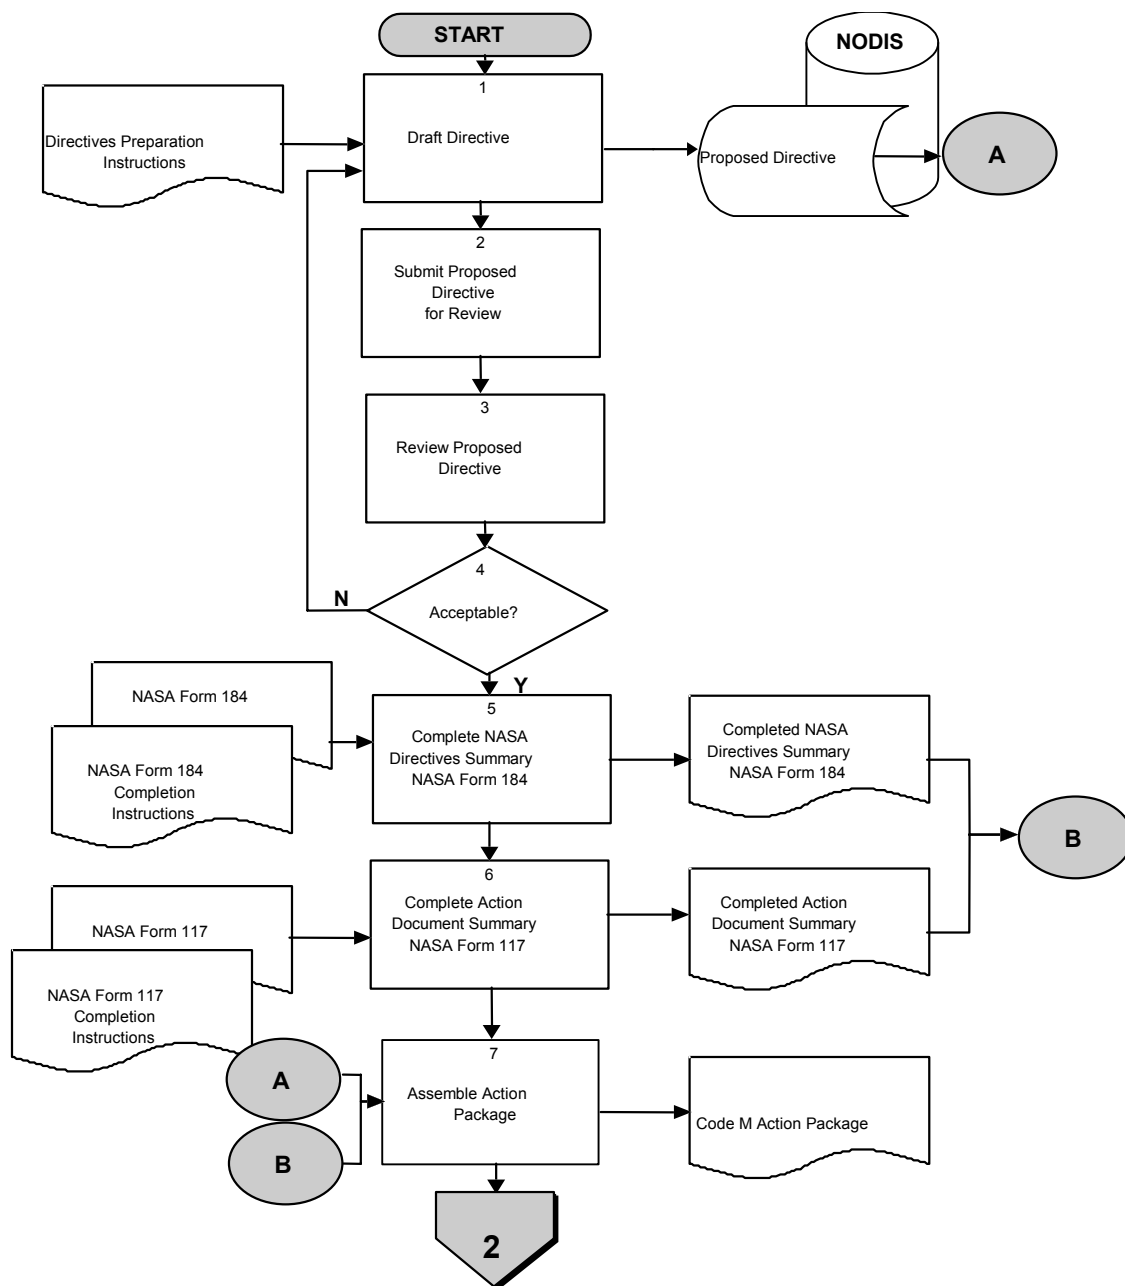 START
NODIS
1
Draft Directive
Directives Preparation
Instructions
Proposed Directive
A
2
Submit Proposed
Directive
for Review
3
Review Proposed
Directive
4
Acceptable?
N
Y
NASA Form 184
NASA Form 184
Completion
Instructions
5
Complete NASA
Directives Summary
NASA Form 184
Completed NASA
Directives Summary
NASA Form 184
B
6
Complete Action
Document Summary
NASA Form 117
Completed Action
Document Summary
NASA Form 117
NASA Form 117
NASA Form 117
Completion
Instructions
A
B
7
Assemble Action
Package
Code M Action Package
2